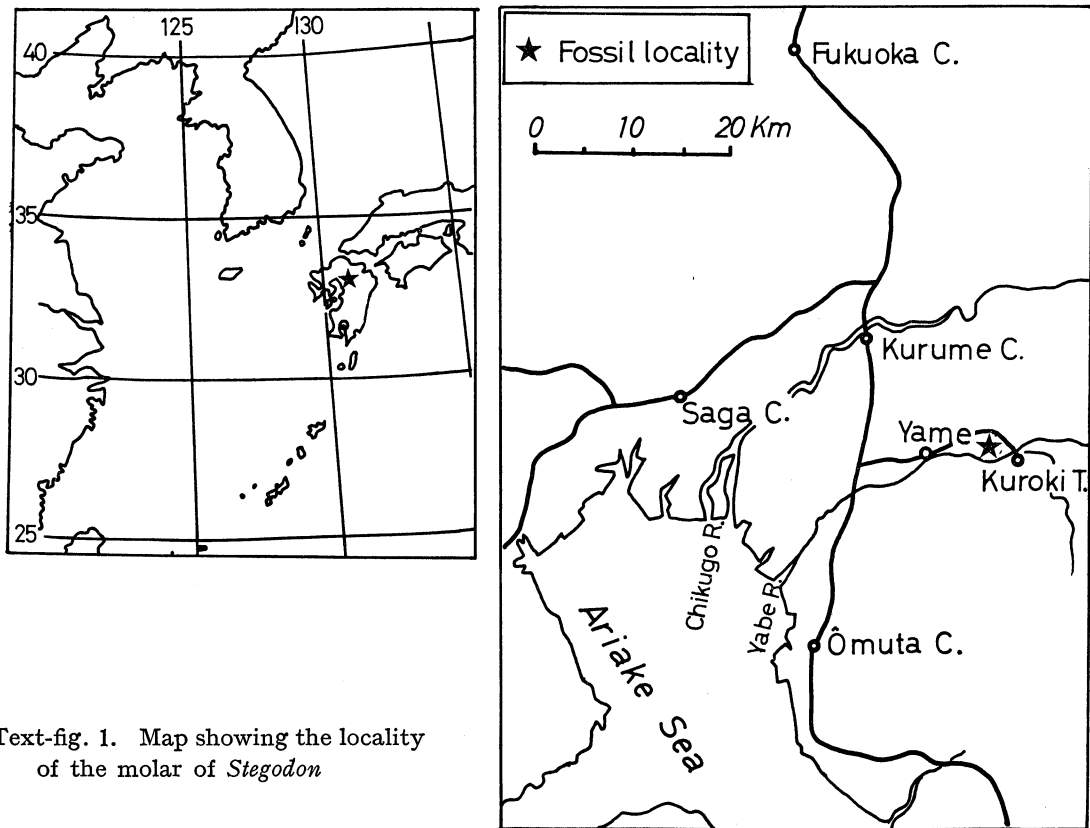 125
130
40
35
30
25
★ Fossil locality
0 10 20 Km
Fukuoka C.
Kurume C.
Saga C.
Yame
Kuroki T.
Chikugo R.
Yabe R.
Ômuta C.
Ariake Sea
Text-fig. 1. Map showing the locality
of the molar of Stegodon